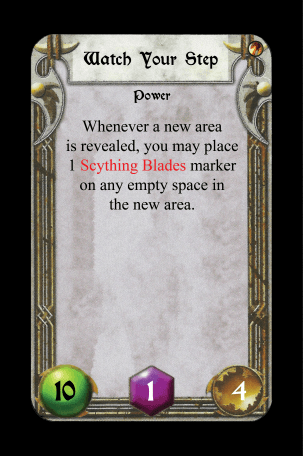 Watch Your Step
Power
Whenever a new area
is revealed, you may place
1 Scything Blades marker
on any empty space in
the new area.
10
1
4